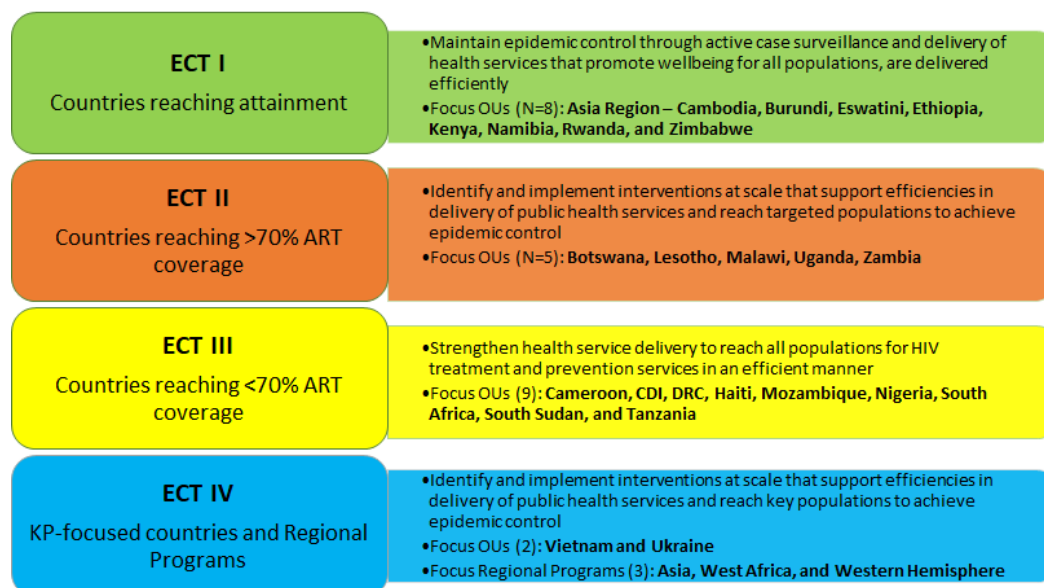 ECT I
Countries reaching attainment
•Maintain epidemic control through active case surveillance and delivery of
health services that promote wellbeing for all populations, are delivered
efficiently
•Focus OUs (N=8): Asia Region – Cambodia, Burundi, Eswatini, Ethiopia,
Kenya, Namibia, Rwanda, and Zimbabwe
ECT II
Countries reaching >70% ART
coverage
•Identify and implement interventions at scale that support efficiencies in
delivery of public health services and reach targeted populations to achieve
epidemic control
•Focus OUs (N=5): Botswana, Lesotho, Malawi, Uganda, Zambia
ECT III
Countries reaching <70% ART
coverage
•Strengthen health service delivery to reach all populations for HIV
treatment and prevention services in an efficient manner
•Focus OUs (9): Cameroon, CDI, DRC, Haiti, Mozambique, Nigeria, South
Africa, South Sudan, and Tanzania
ECT IV
KP-focused countries and Regional
Programs
•Identify and implement interventions at scale that support efficiencies in
delivery of public health services and reach key populations to achieve
epidemic control
•Focus OUs (2): Vietnam and Ukraine
•Focus Regional Programs (3): Asia, West Africa, and Western Hemisphere